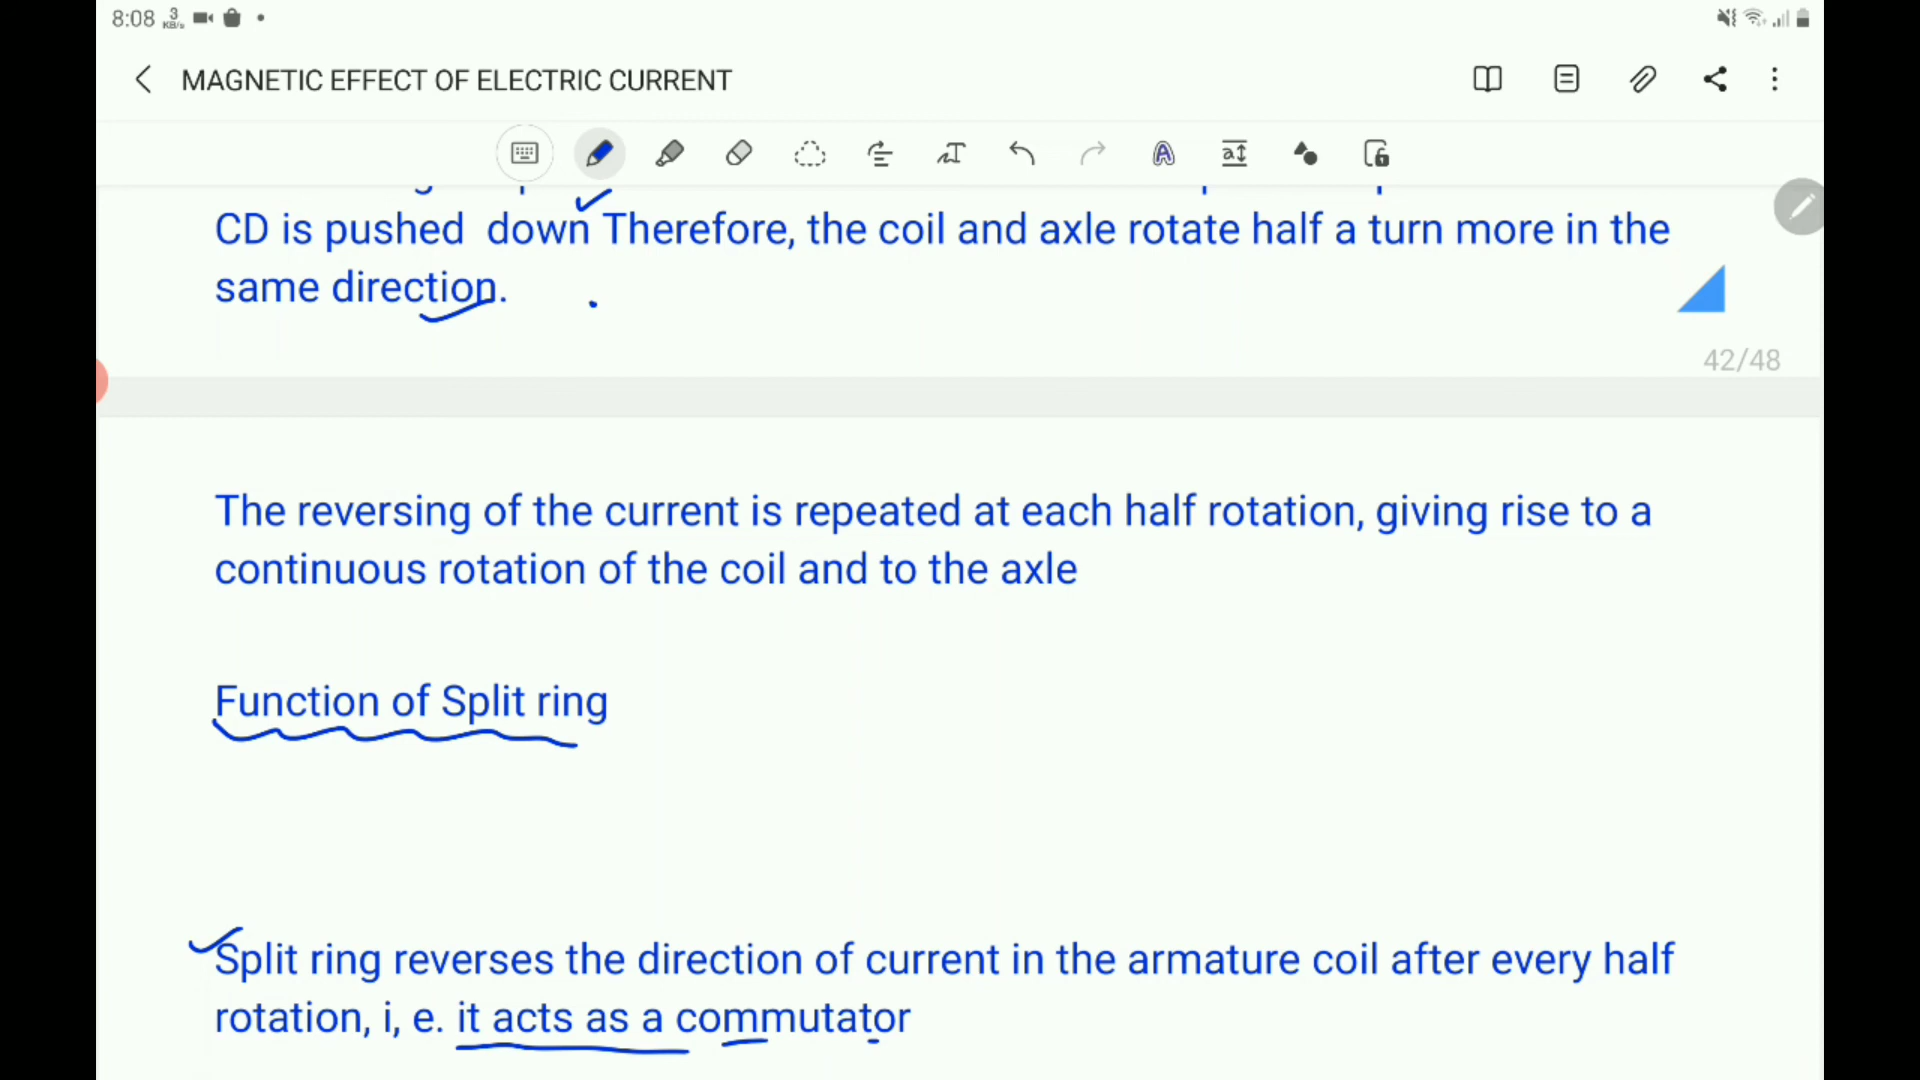 8:08 3 KB/s
MAGNETIC EFFECT OF ELECTRIC CURRENT
CD is pushed down Therefore, the coil and axle rotate half a turn more in the
same direction.
42/48
The reversing of the current is repeated at each half rotation, giving rise to a
continuous rotation of the coil and to the axle
Function of Split ring
Split ring reverses the direction of current in the armature coil after every half
rotation, i, e. it acts as a commutator